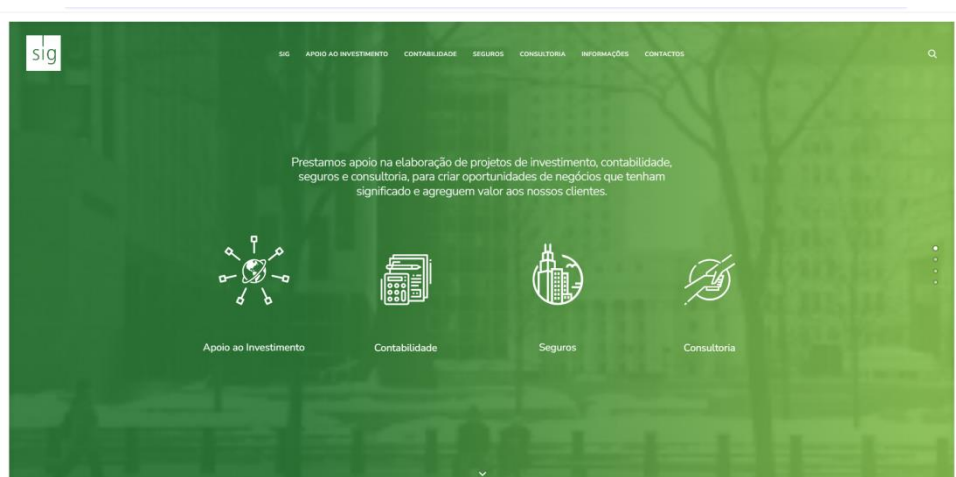 sig
SIG APOIO AO INVESTIMENTO CONTABILIDADE SEGUROS CONSULTORIA INFORMAÇÕES CONTACTOS
Prestamos apoio na elaboração de projetos de investimento, contabilidade,
seguros e consultoria, para criar oportunidades de negócios que tenham
significado e agreguem valor aos nossos clientes.
Apoio ao Investimento Contabilidade Seguros Consultoria